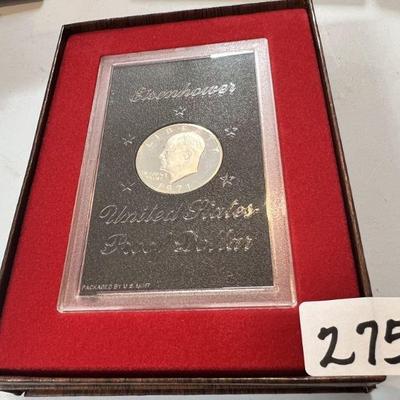 Eisenhower
LIBERTY
IN GOD WE
TRUST
1971
United States
Proof Dollar
PACKAGED BY U.S. MINT
275